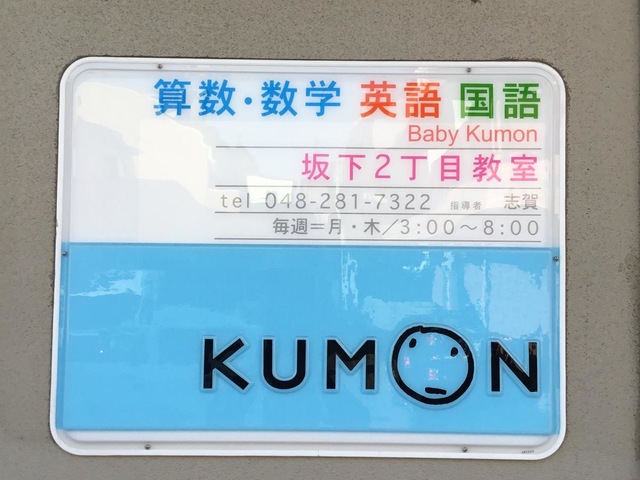 算数・数学 英語 国語
Baby Kumon
坂下2丁目教室
tel 048-281-7322 指導者 志賀
毎週=月・木/3:00〜8:00
KUMON